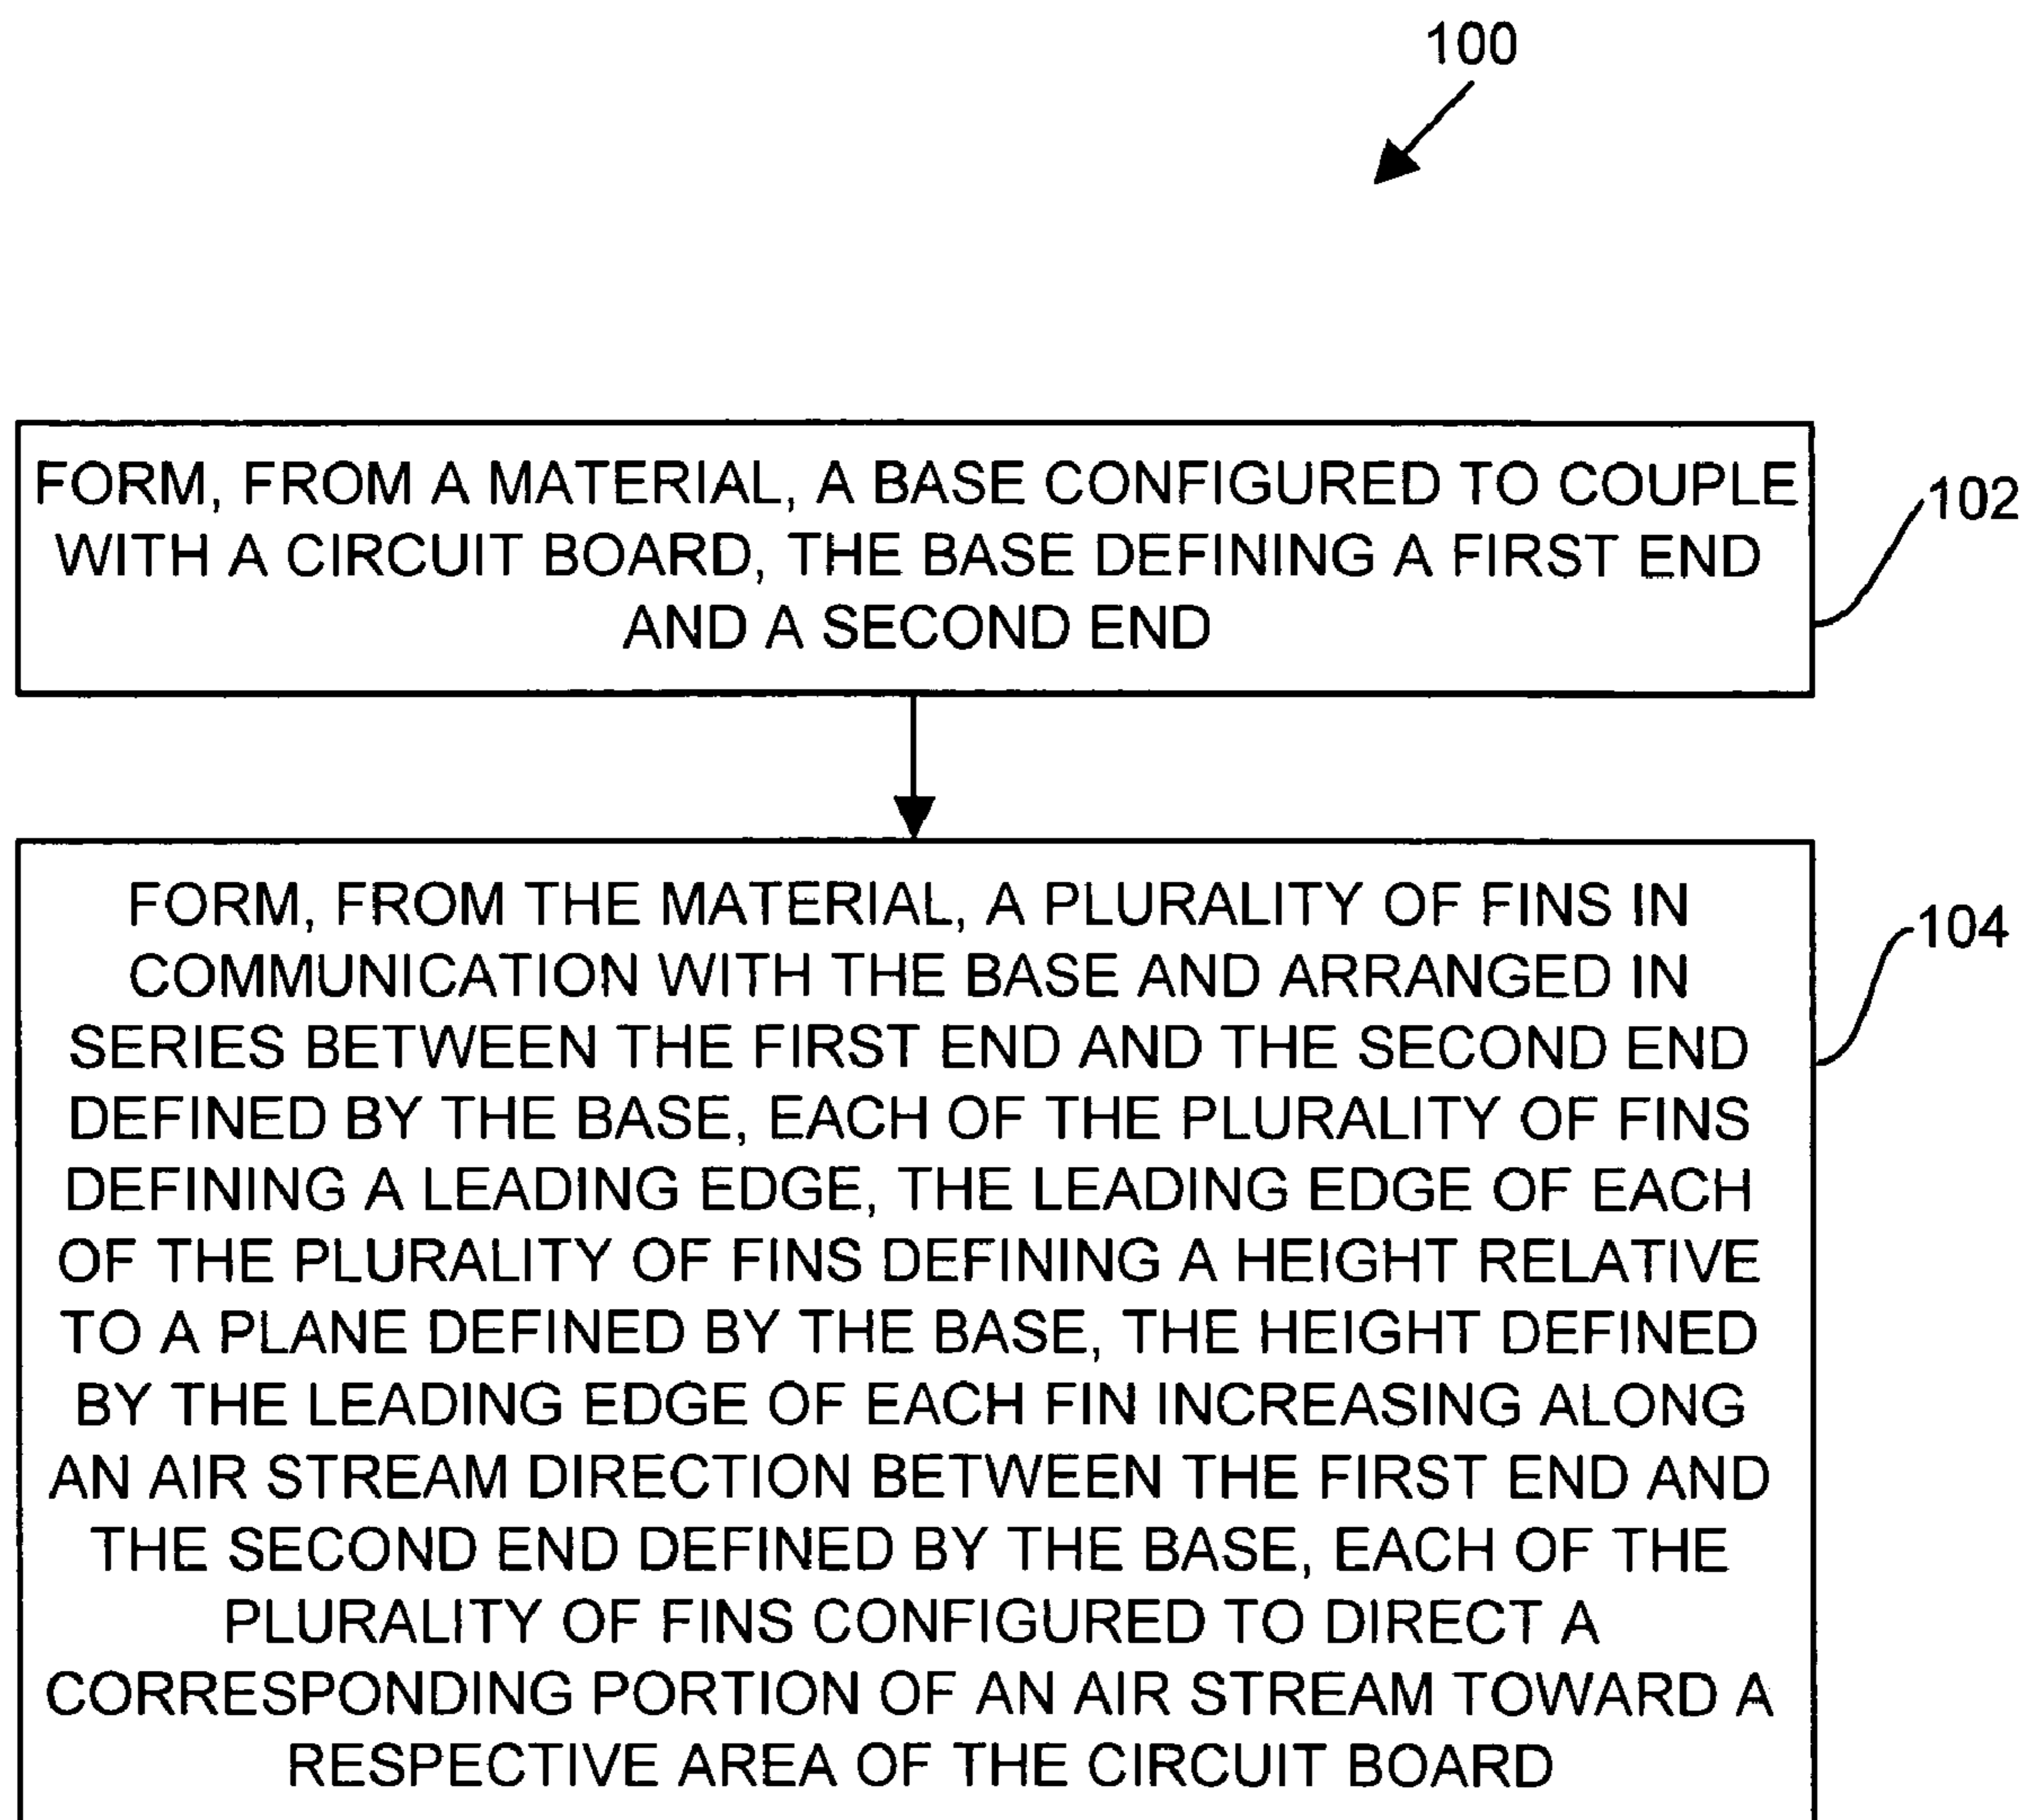 100
FORM, FROM A MATERIAL, A BASE CONFIGURED TO COUPLE
WITH A CIRCUIT BOARD, THE BASE DEFINING A FIRST END
AND A SECOND END
102
FORM, FROM THE MATERIAL, A PLURALITY OF FINS IN
COMMUNICATION WITH THE BASE AND ARRANGED IN
SERIES BETWEEN THE FIRST END AND THE SECOND END
DEFINED BY THE BASE, EACH OF THE PLURALITY OF FINS
DEFINING A LEADING EDGE, THE LEADING EDGE OF EACH
OF THE PLURALITY OF FINS DEFINING A HEIGHT RELATIVE
TO A PLANE DEFINED BY THE BASE, THE HEIGHT DEFINED
BY THE LEADING EDGE OF EACH FIN INCREASING ALONG
AN AIR STREAM DIRECTION BETWEEN THE FIRST END AND
THE SECOND END DEFINED BY THE BASE, EACH OF THE
PLURALITY OF FINS CONFIGURED TO DIRECT A
CORRESPONDING PORTION OF AN AIR STREAM TOWARD A
RESPECTIVE AREA OF THE CIRCUIT BOARD
104